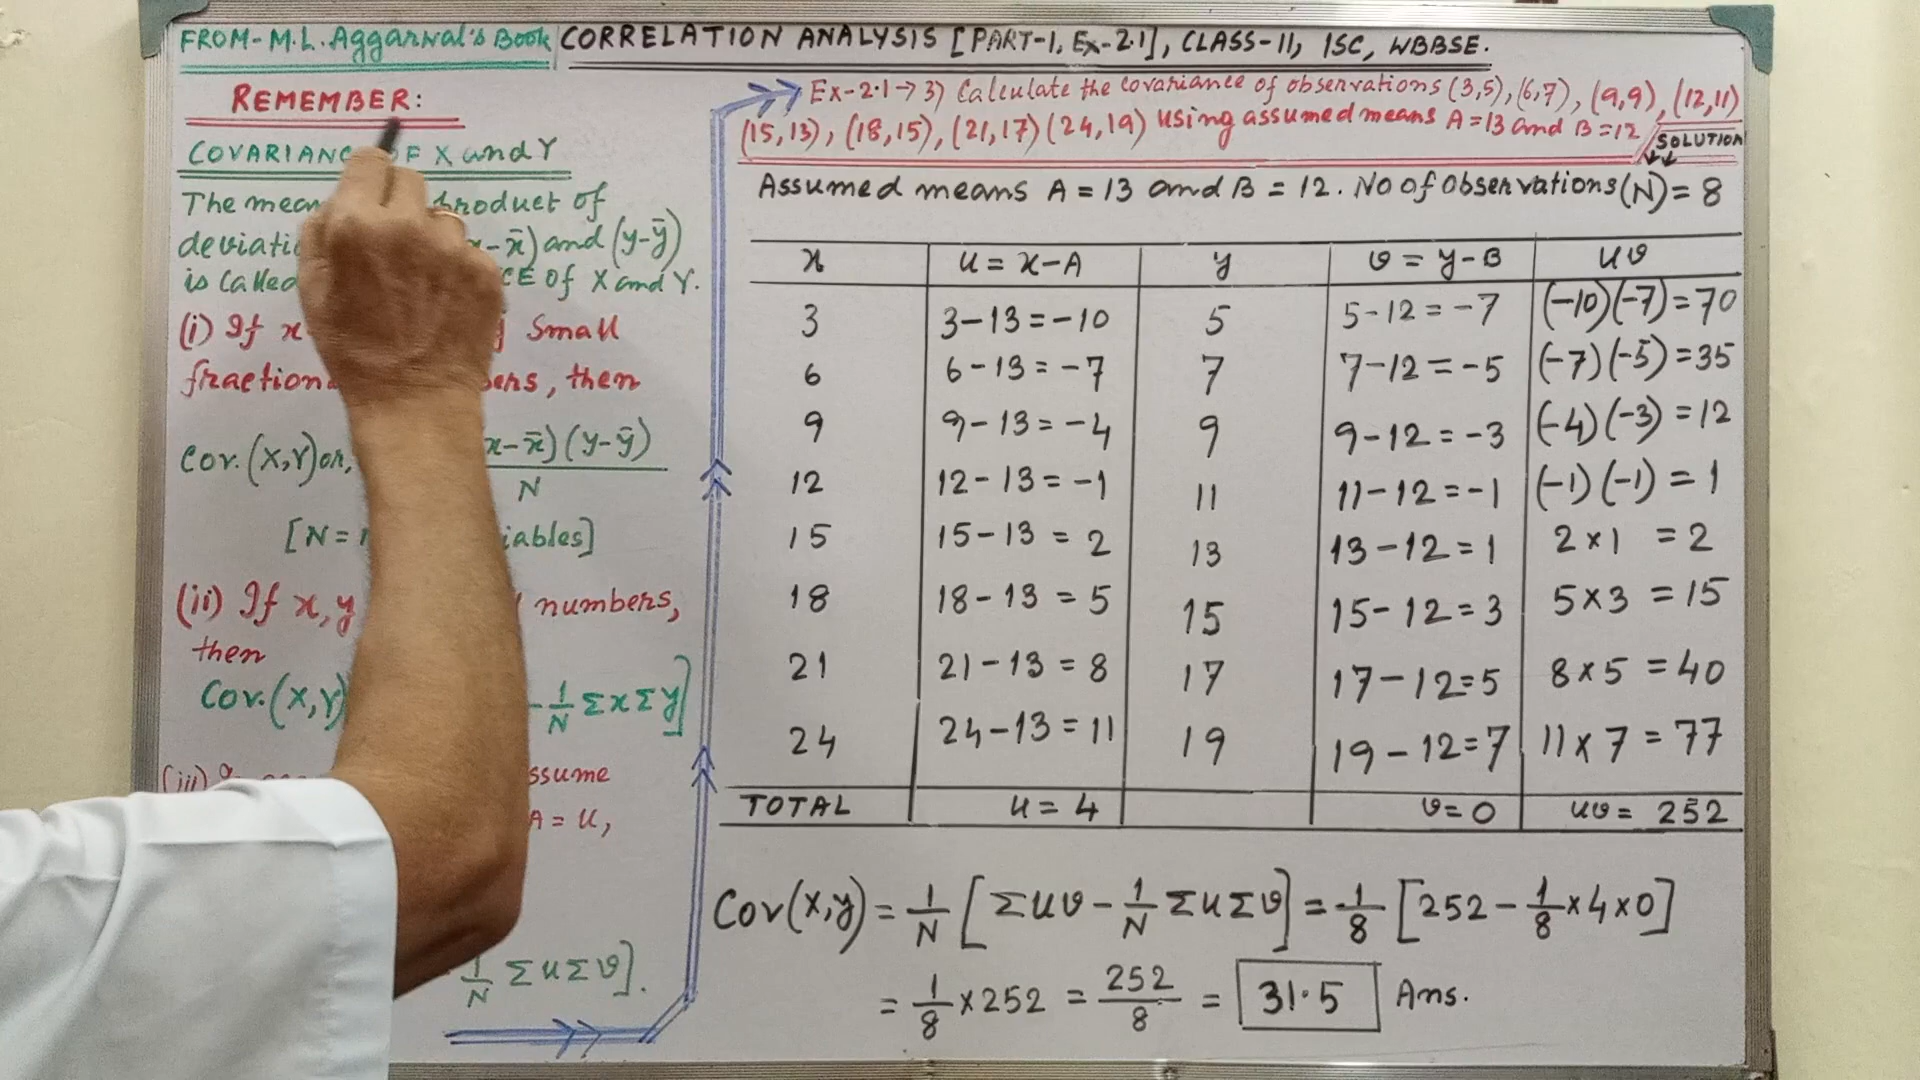 FROM- M.L. Aggarwal's Book CORRELATION ANALYSIS [PART-1, Ex-2.1], CLASS-11, ISC, WBBSE.
REMEMBER:
COVARIANC F X and Y
The mea product of
deviati x-x̄) and (y-ȳ)
is called CE of X and Y.
(i) If x Small
fraction ers, then
Cov.(X,Y) or, x-x̄)(y-ȳ)
N
[N= iables]
(ii) If x, y numbers,
then
Cov.(X,Y) - 1/N ΣxΣy]
(iii) ssume
A = u,
1/N ΣuΣv].
Ex-2.1→3) Calculate the covariance of observations (3,5), (6,7), (9,9), (12,11)
(15,13), (18,15), (21,17) (24,19) using assumed means A=13 and B=12
SOLUTION
Assumed means A = 13 and B = 12. No of observations (N) = 8
x u = x-A y v = y-B uv
3 3-13=-10 5 5-12=-7 (-10)(-7)=70
6 6-13=-7 7 7-12=-5 (-7)(-5)=35
9 9-13=-4 9 9-12=-3 (-4)(-3)=12
12 12-13=-1 11 11-12=-1 (-1)(-1)=1
15 15-13=2 13 13-12=1 2×1=2
18 18-13=5 15 15-12=3 5×3=15
21 21-13=8 17 17-12=5 8×5=40
24 24-13=11 19 19-12=7 11×7=77
TOTAL u=4 v=0 uv=252
Cov(X,y) = 1/N [Σuv - 1/N ΣuΣv] = 1/8 [252 - 1/8×4×0]
= 1/8 ×252 = 252/8 = 31.5 Ans.